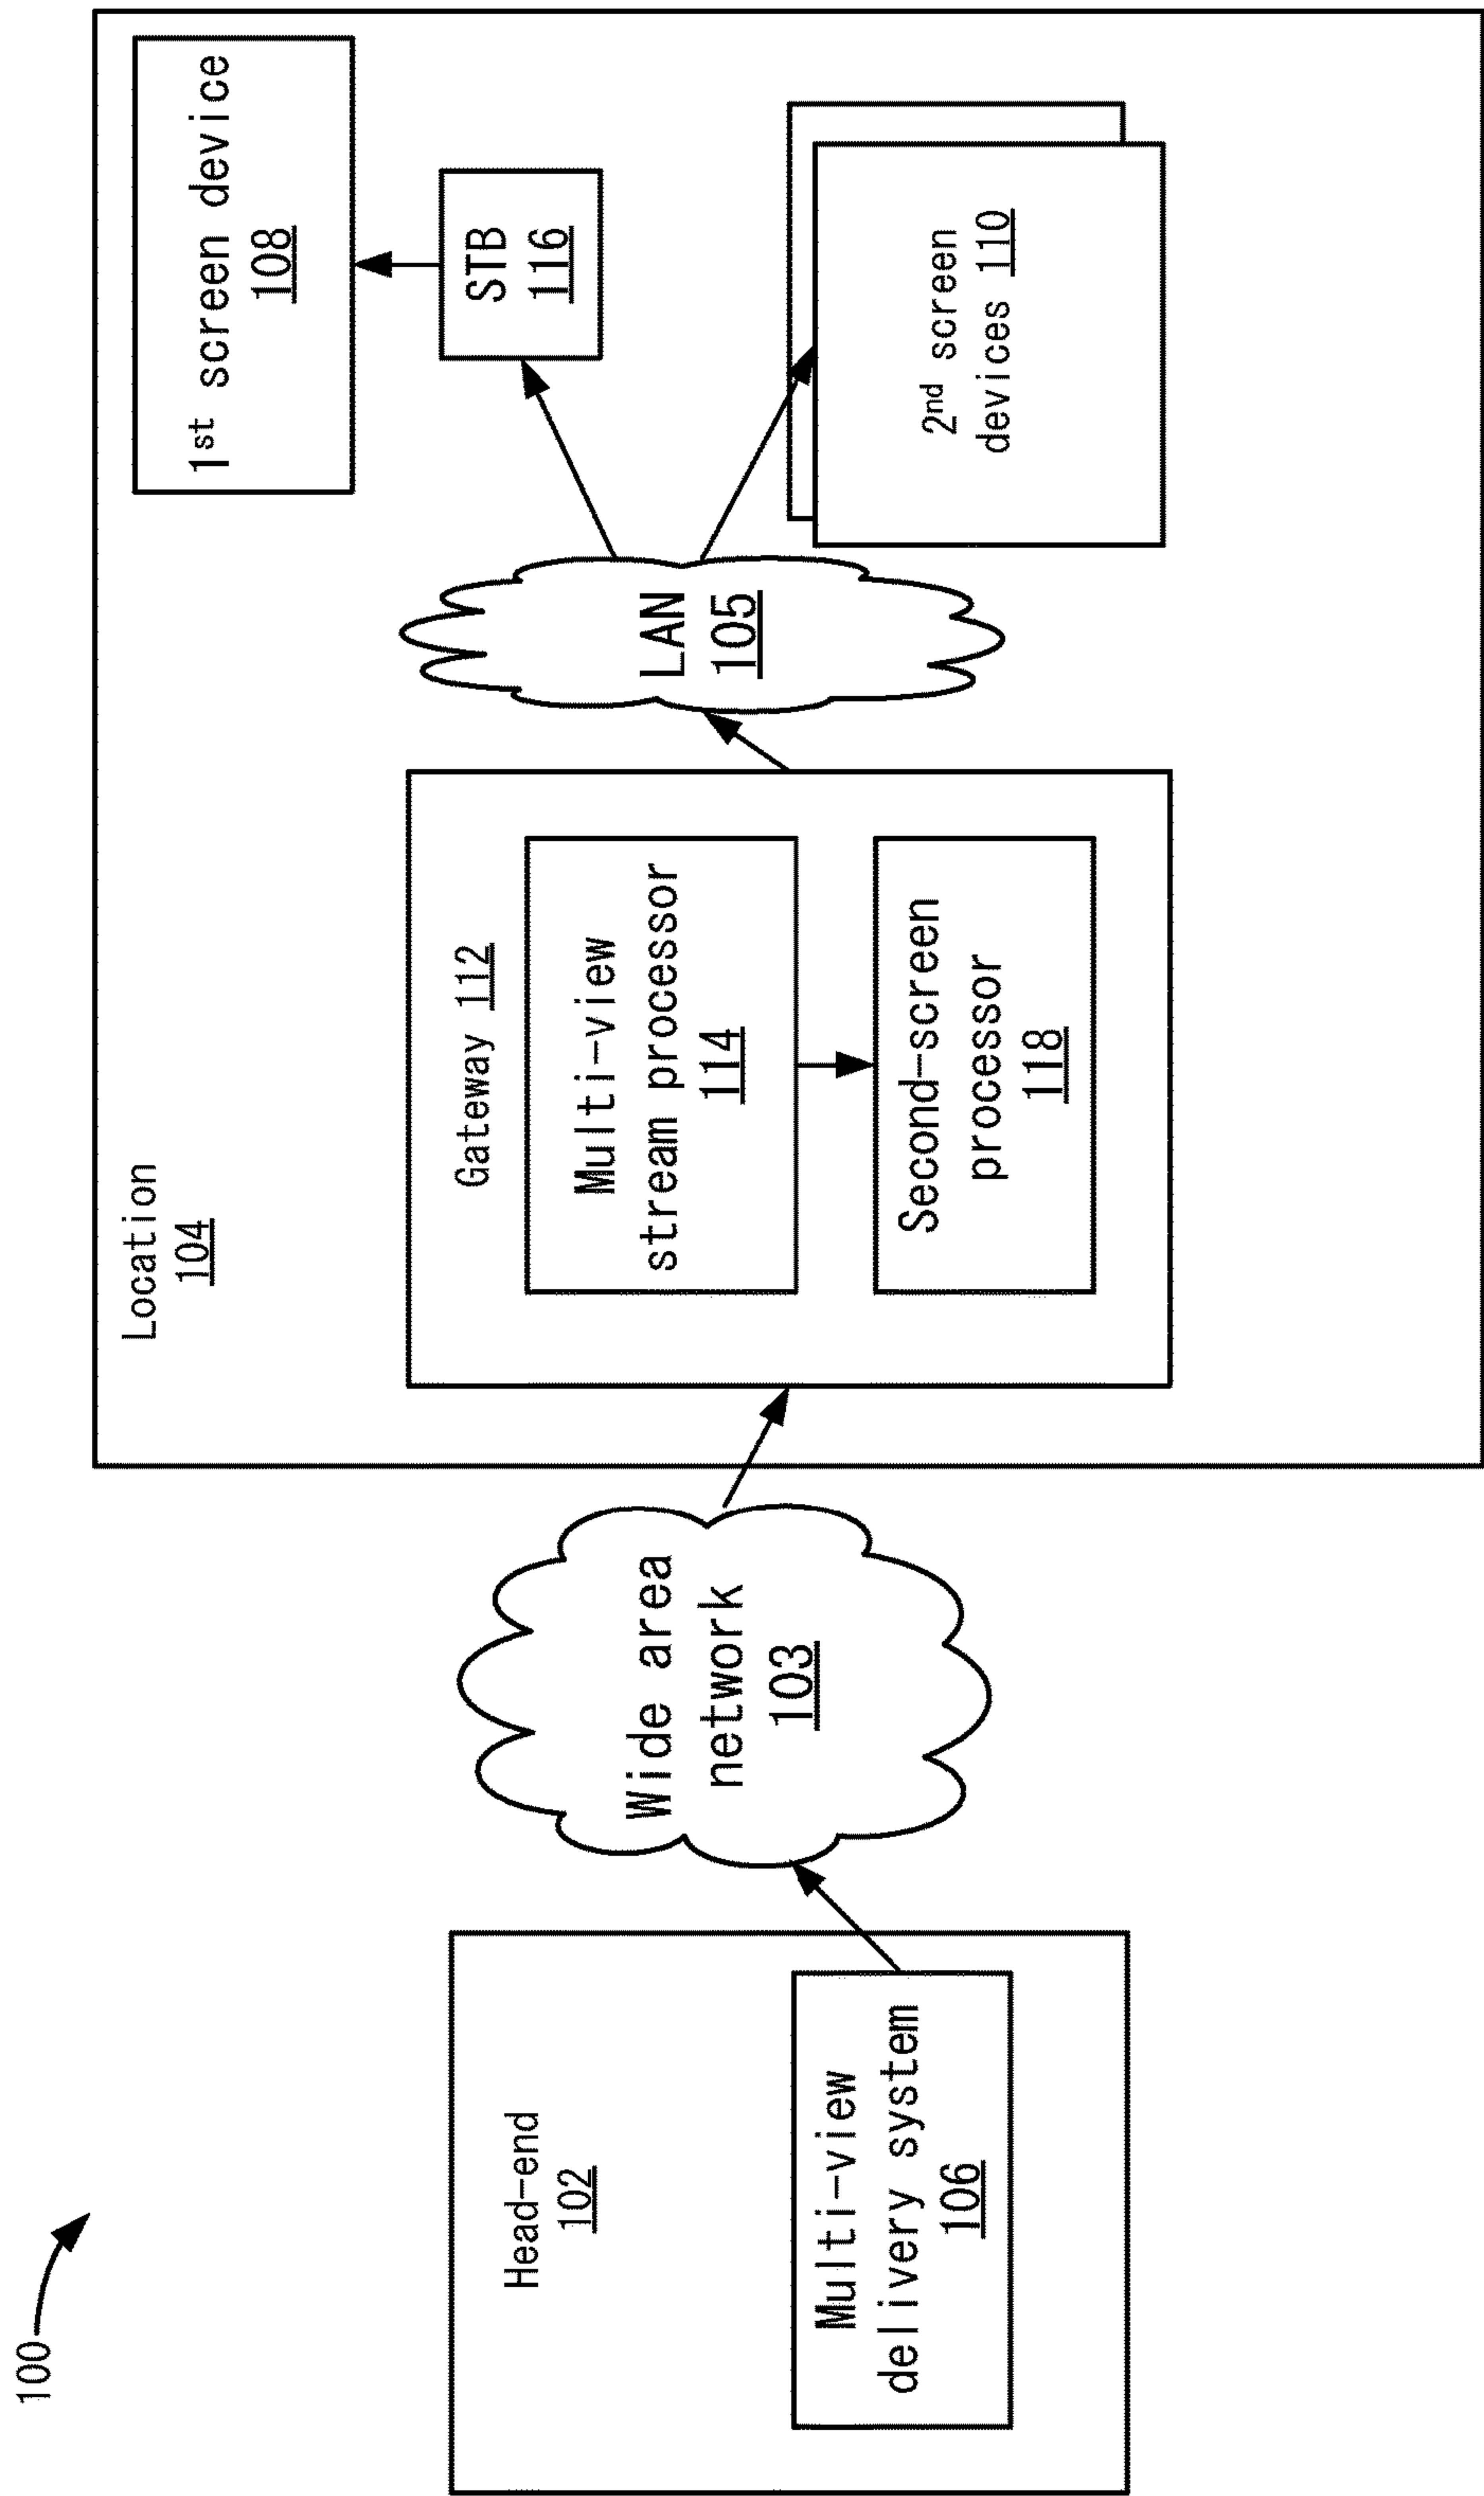 100
Head-end
102
Multi-view
delivery system
106
Wide area
network
103
Location
104
Gateway 112
Multi-view
stream processor
114
Second-screen
processor
118
LAN
105
1st screen device
108
STB
116
2nd screen
devices 110